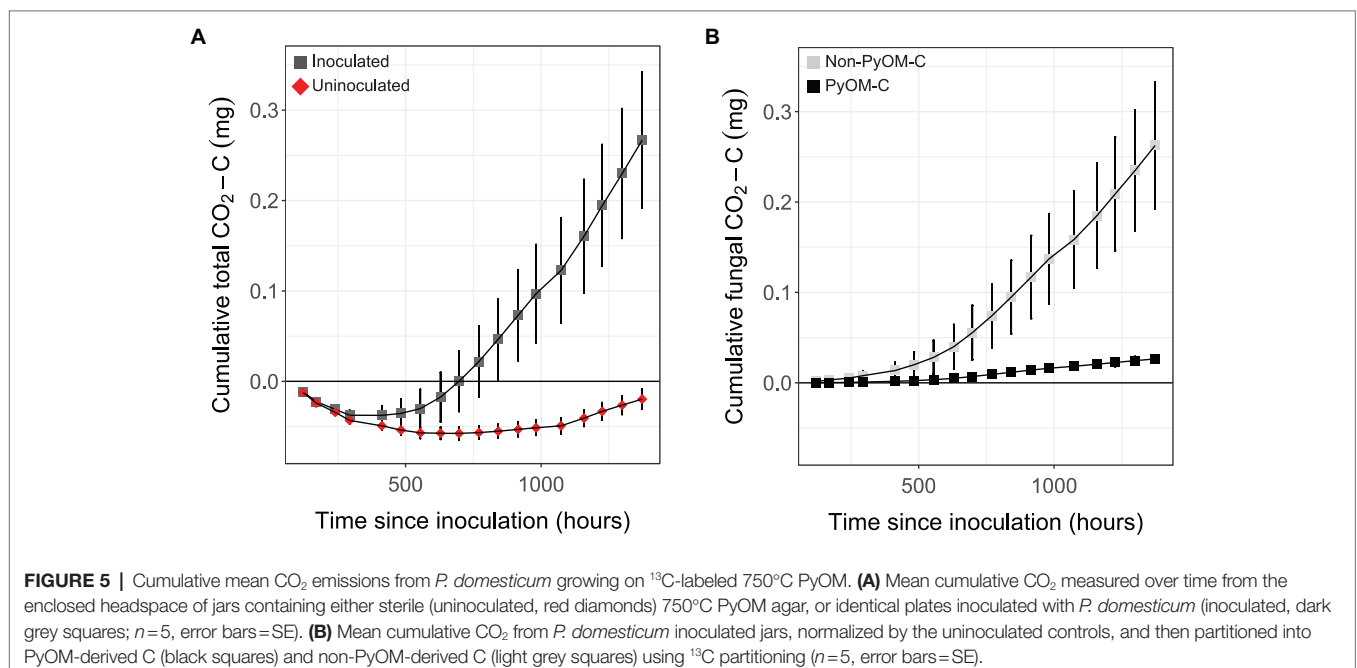 A
Inoculated
Uninoculated
Cumulative total CO₂−C (mg)
0.3
0.2
0.1
0.0
500
1000
Time since inoculation (hours)
B
Non-PyOM-C
PyOM-C
Cumulative fungal CO₂−C (mg)
0.3
0.2
0.1
0.0
500
1000
Time since inoculation (hours)
FIGURE 5 | Cumulative mean CO₂ emissions from P. domesticum growing on ¹³C-labeled 750°C PyOM. (A) Mean cumulative CO₂ measured over time from the
enclosed headspace of jars containing either sterile (uninoculated, red diamonds) 750°C PyOM agar, or identical plates inoculated with P. domesticum (inoculated, dark
grey squares; n=5, error bars=SE). (B) Mean cumulative CO₂ from P. domesticum inoculated jars, normalized by the uninoculated controls, and then partitioned into
PyOM-derived C (black squares) and non-PyOM-derived C (light grey squares) using ¹³C partitioning (n=5, error bars=SE).